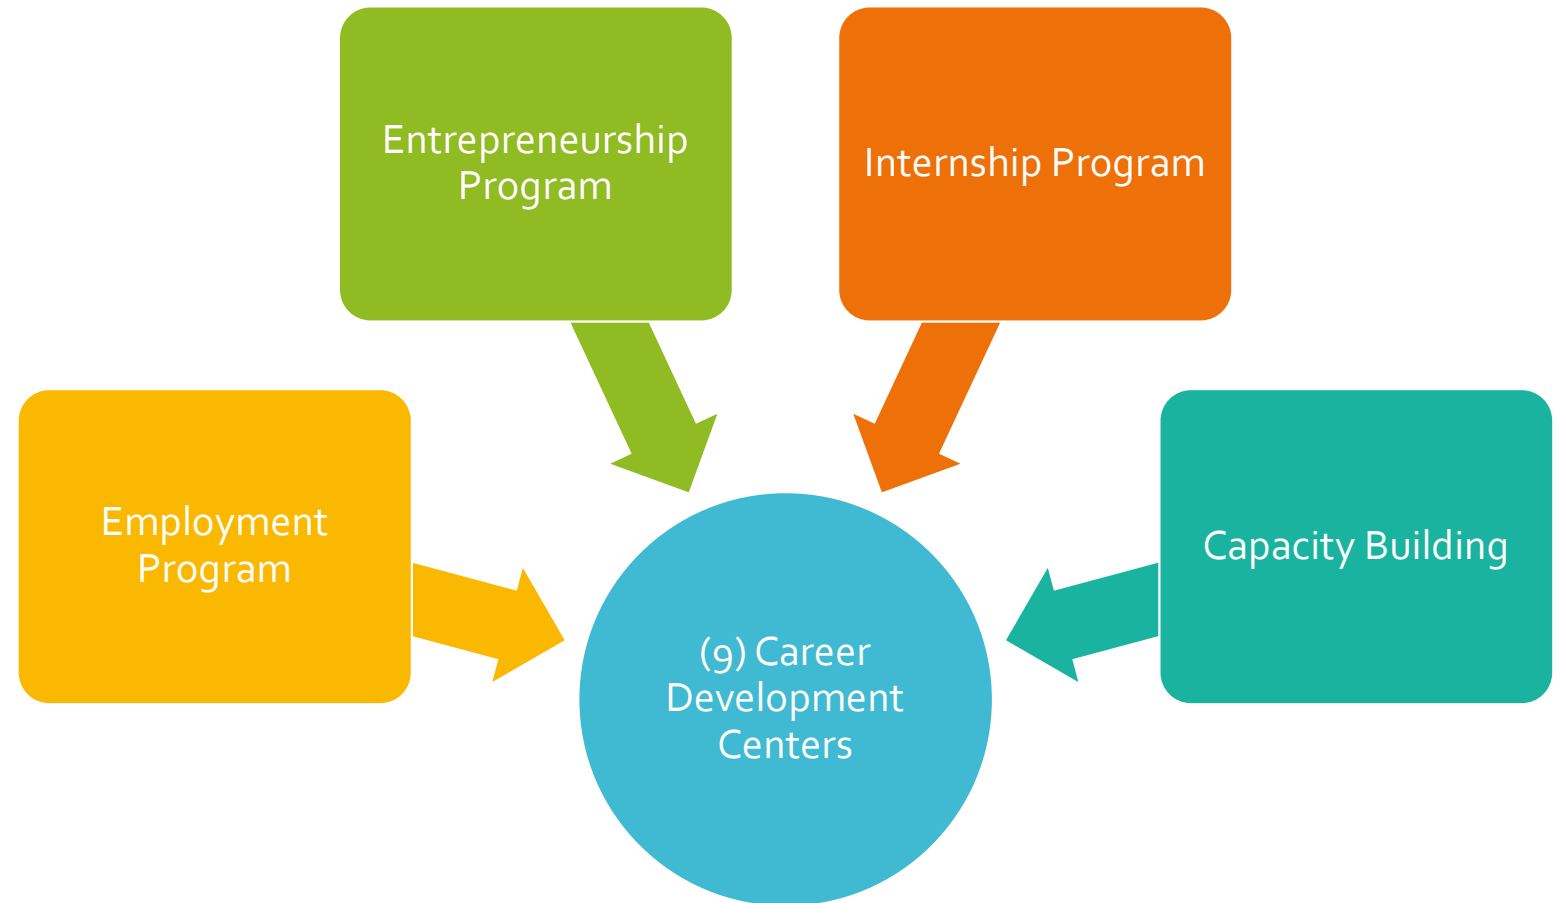 Entrepreneurship
Program
Internship Program
Employment
Program
Capacity Building
(9) Career
Development
Centers